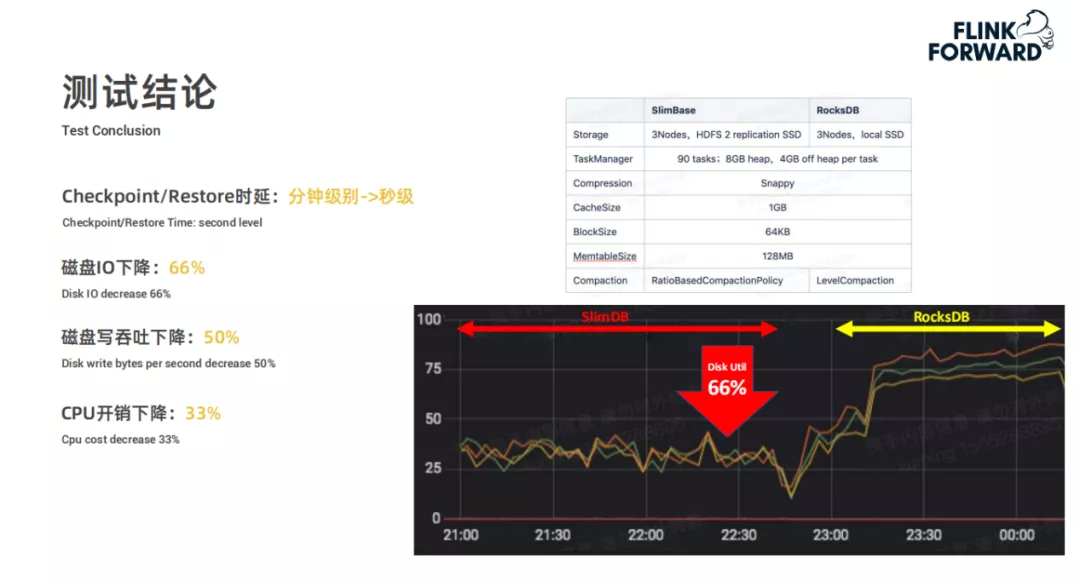 FLINK
FORWARD
测试结论
Test Conclusion
Checkpoint/Restore时延：分钟级别->秒级
Checkpoint/Restore Time: second level
磁盘IO下降：66%
Disk IO decrease 66%
磁盘写吞吐下降：50%
Disk write bytes per second decrease 50%
CPU开销下降：33%
Cpu cost decrease 33%
SlimBase RocksDB
Storage 3Nodes，HDFS 2 replication SSD 3Nodes，local SSD
TaskManager 90 tasks；8GB heap，4GB off heap per task
Compression Snappy
CacheSize 1GB
BlockSize 64KB
MemtableSize 128MB
Compaction RatioBasedCompactionPolicy LevelCompaction
SlimDB RocksDB
Disk Util
66%
100
75
50
25
0
21:00 21:30 22:00 22:30 23:00 23:30 00:00